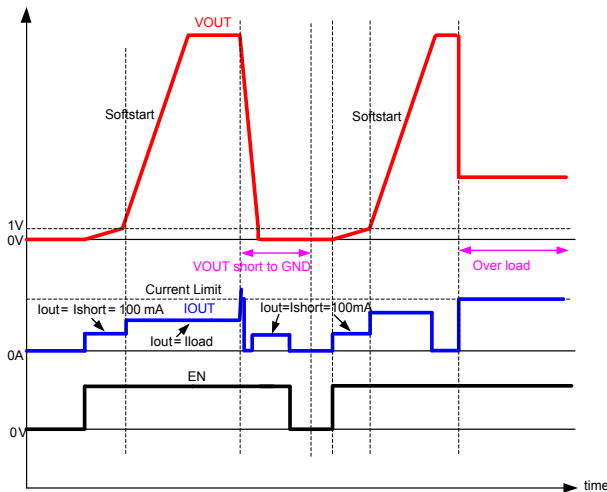 VOUT
Softstart
Softstart
1V
0V
VOUT short to GND
Over load
Current Limit
Iout= Ishort= 100 mA
IOUT
Iout=Ishort=100mA
Iout= Iload
0A
EN
0V
time